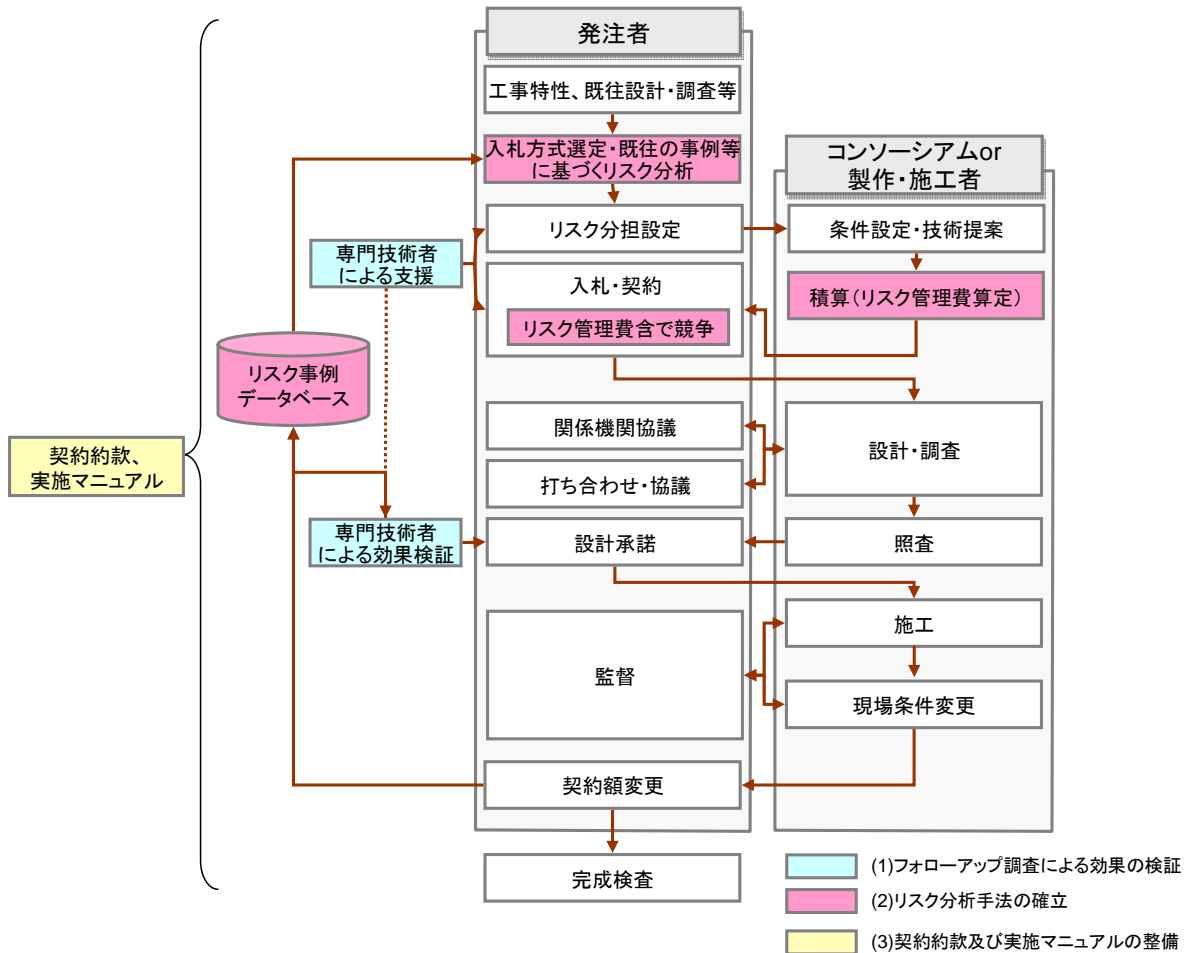 発注者
工事特性、既往設計・調査等
入札方式選定・既往の事例等
に基づくリスク分析
コンソーシアムor
製作・施工者
リスク分担設定
条件設定・技術提案
専門技術者
による支援
入札・契約
積算(リスク管理費算定)
リスク管理費含で競争
リスク事例
データベース
関係機関協議
設計・調査
契約約款、
実施マニュアル
打ち合わせ・協議
専門技術者
による効果検証
設計承諾
照査
施工
監督
現場条件変更
契約額変更
完成検査
(1)フォローアップ調査による効果の検証
(2)リスク分析手法の確立
(3)契約約款及び実施マニュアルの整備